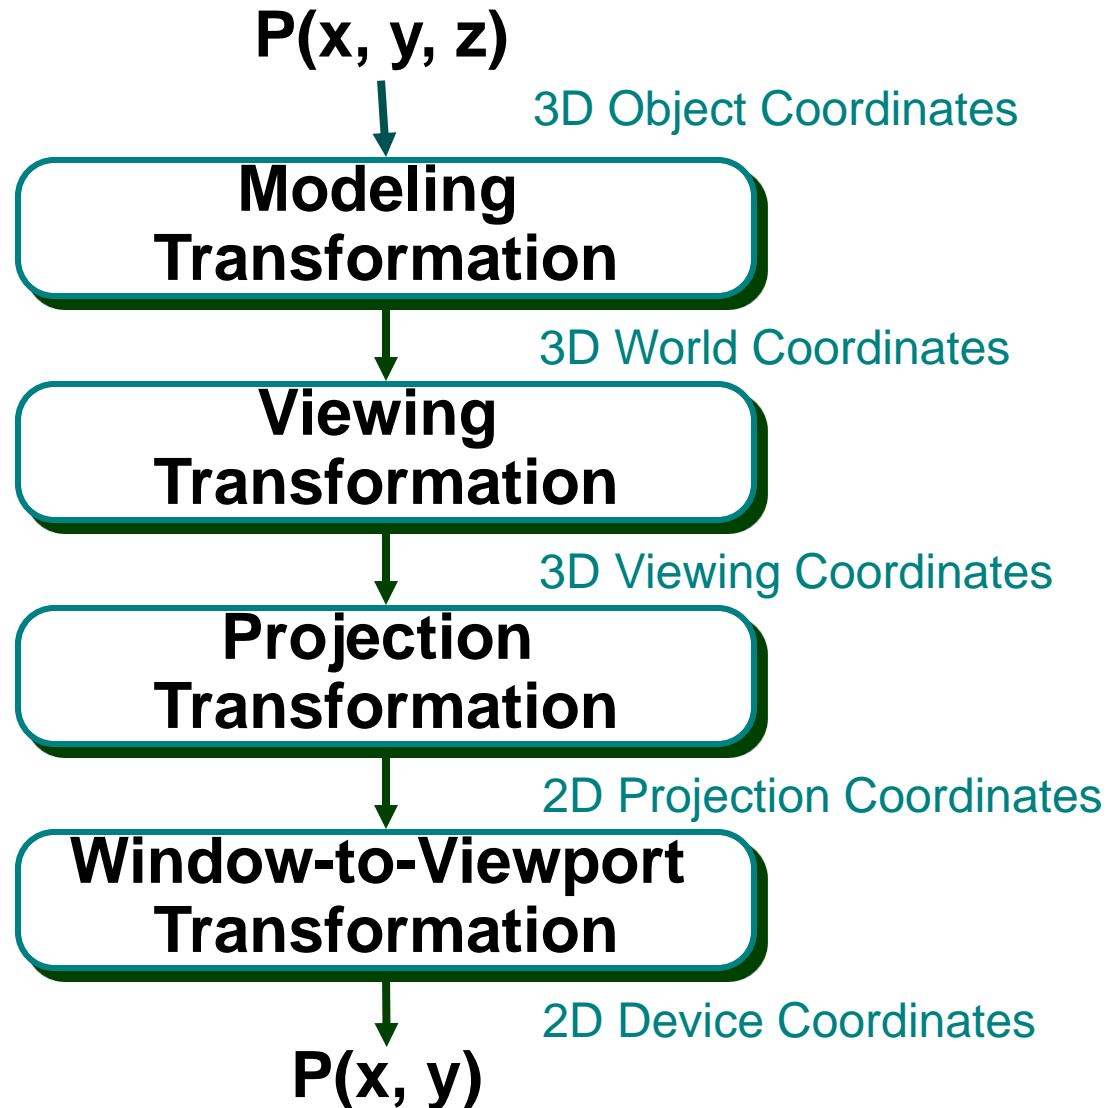 P(x, y, z)
3D Object Coordinates
Modeling
Transformation
3D World Coordinates
Viewing
Transformation
3D Viewing Coordinates
Projection
Transformation
2D Projection Coordinates
Window-to-Viewport
Transformation
2D Device Coordinates
P(x, y)